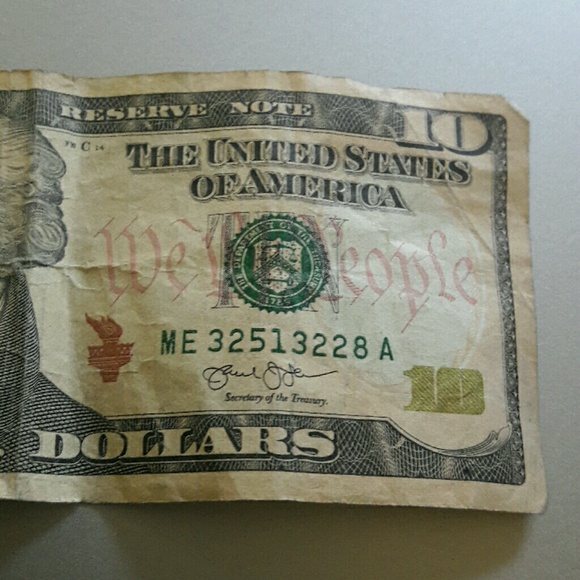 RESERVE NOTE
10
FW C 14
THE UNITED STATES
OF AMERICA
We the People
TEN
ME 32513228 A
Secretary of the Treasury.
10
DOLLARS